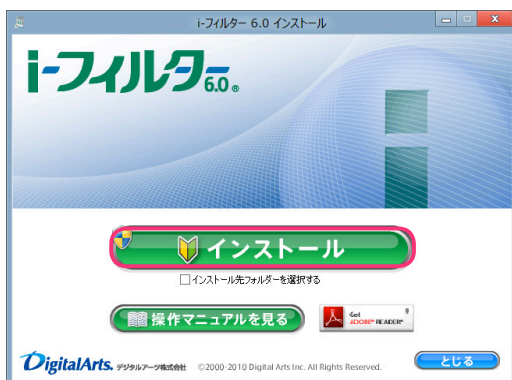 i-フィルター 6.0 インストール
i-フィルター 6.0®
インストール
インストール先フォルダーを選択する
操作マニュアルを見る
Get
ADOBE® READER®
DigitalArts. デジタルアーツ株式会社 ©2000-2010 Digital Arts Inc. All Rights Reserved.
とじる